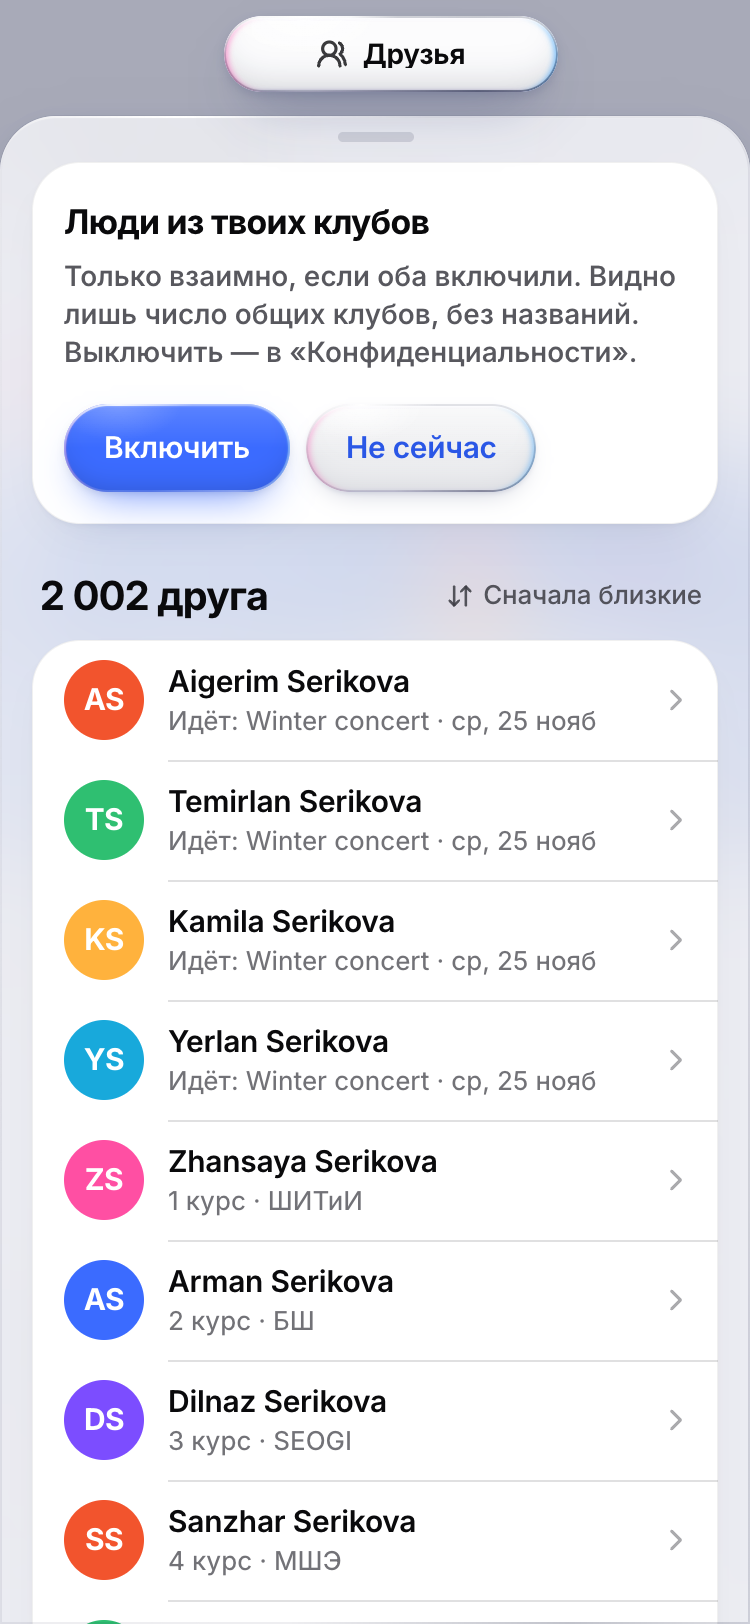 Друзья
Люди из твоих клубов
Только взаимно, если оба включили. Видно
лишь число общих клубов, без названий.
Выключить — в «Конфиденциальности».
Включить
Не сейчас
2 002 друга
Сначала близкие
AS
Aigerim Serikova
Идёт: Winter concert · ср, 25 нояб
TS
Temirlan Serikova
Идёт: Winter concert · ср, 25 нояб
KS
Kamila Serikova
Идёт: Winter concert · ср, 25 нояб
YS
Yerlan Serikova
Идёт: Winter concert · ср, 25 нояб
ZS
Zhansaya Serikova
1 курс · ШИТиИ
AS
Arman Serikova
2 курс · БШ
DS
Dilnaz Serikova
3 курс · SEOGI
SS
Sanzhar Serikova
4 курс · МШЭ